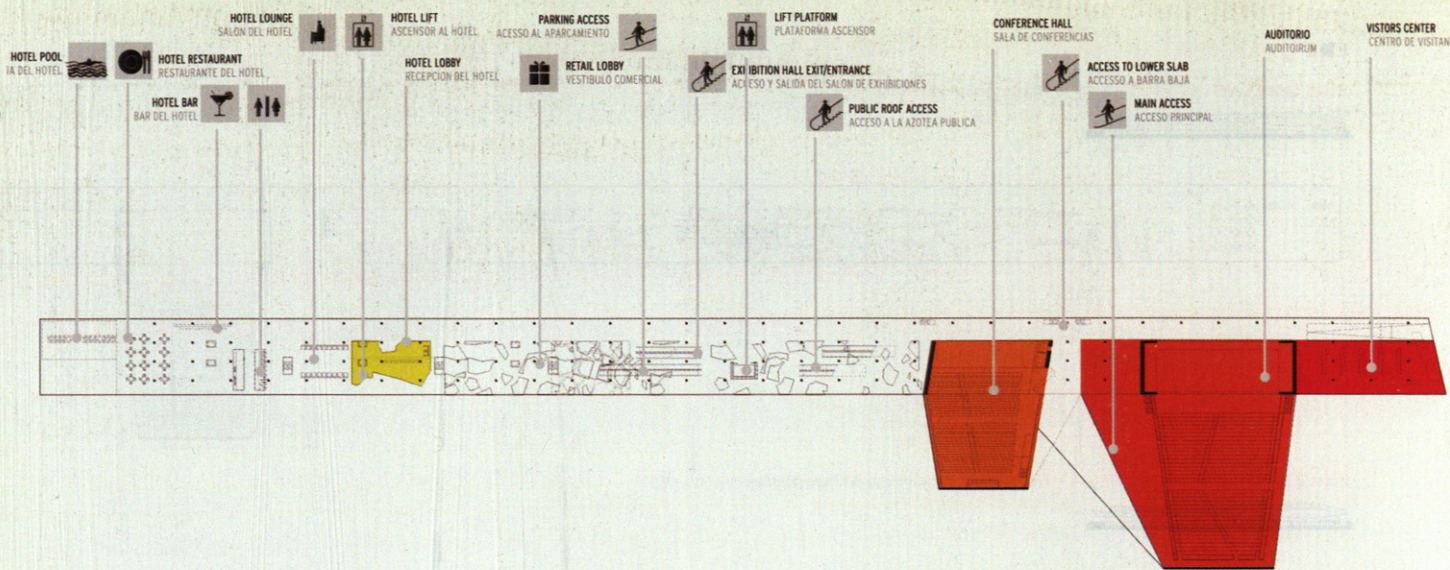 HOTEL POOL
IA DEL HOTEL
HOTEL RESTAURANT
RESTAURANTE DEL HOTEL
HOTEL BAR
BAR DEL HOTEL
HOTEL LOUNGE
SALON DEL HOTEL
HOTEL LIFT
ASCENSOR AL HOTEL
HOTEL LOBBY
RECEPCION DEL HOTEL
PARKING ACCESS
ACESSO AL APARCAMIENTO
RETAIL LOBBY
VESTIBULO COMERCIAL
EXHIBITION HALL EXIT/ENTRANCE
ACCESO Y SALIDA DEL SALON DE EXHIBICIONES
LIFT PLATFORM
PLATAFORMA ASCENSOR
PUBLIC ROOF ACCESS
ACCESO A LA AZOTEA PUBLICA
CONFERENCE HALL
SALA DE CONFERENCIAS
ACCESS TO LOWER SLAB
ACCESSO A BARRA BAJA
MAIN ACCESS
ACCESO PRINCIPAL
AUDITORIO
AUDITOIRUM
VISTORS CENTER
CENTRO DE VISITAN